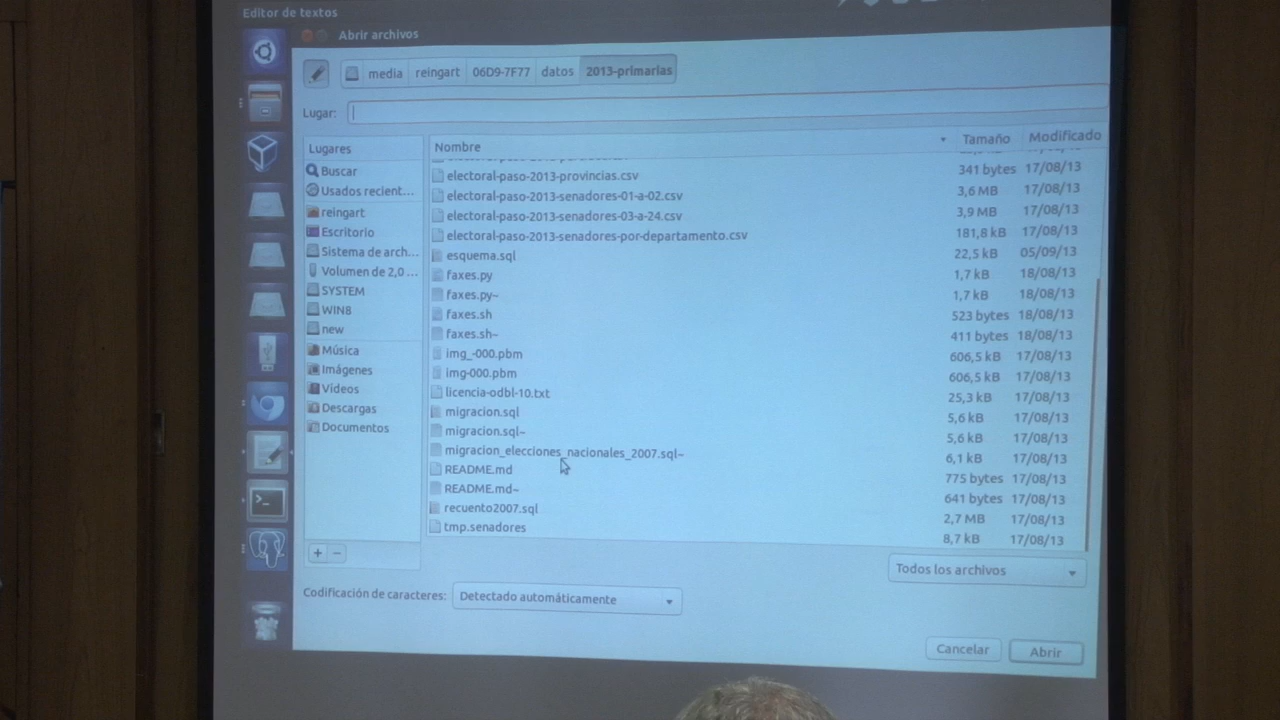 Editor de textos
Abrir archivos
media reingart 06D9-7F77 datos 2013-primarias
Lugar:
Lugares
Buscar
Usados recient...
reingart
Escritorio
Sistema de arch...
Volumen de 2,0 ...
SYSTEM
WIN8
new
Música
Imágenes
Vídeos
Descargas
Documentos
Nombre Tamaño Modificado
electoral-paso-2013-provincias.csv 341 bytes 17/08/13
electoral-paso-2013-senadores-01-a-02.csv 3,6 MB 17/08/13
electoral-paso-2013-senadores-03-a-24.csv 3,9 MB 17/08/13
electoral-paso-2013-senadores-por-departamento.csv 181,8 kB 17/08/13
esquema.sql 22,5 kB 05/09/13
faxes.py 1,7 kB 18/08/13
faxes.py~ 1,7 kB 18/08/13
faxes.sh 523 bytes 18/08/13
faxes.sh~ 411 bytes 18/08/13
img_-000.pbm 606,5 kB 17/08/13
img-000.pbm 606,5 kB 17/08/13
licencia-odbl-10.txt 25,3 kB 17/08/13
migracion.sql 5,6 kB 17/08/13
migracion.sql~ 5,6 kB 17/08/13
migracion_elecciones_nacionales_2007.sql~ 6,1 kB 17/08/13
README.md 775 bytes 17/08/13
README.md~ 641 bytes 17/08/13
recuento2007.sql 2,7 MB 17/08/13
tmp.senadores 8,7 kB 17/08/13
Todos los archivos
Codificación de caracteres: Detectado automáticamente
Cancelar Abrir